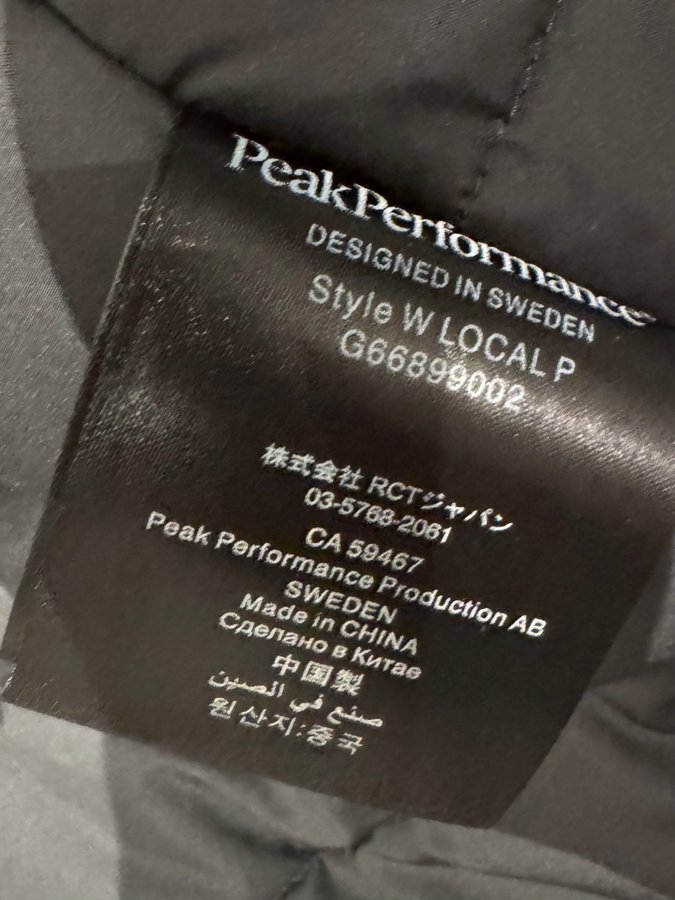 PeakPerformance®
DESIGNED IN SWEDEN
Style W LOCAL P
G66899002
株式会社 RCTジャパン
03-5768-2061
CA 59467
Peak Performance Production AB
SWEDEN
Made in CHINA
Сделано в Китае
中国製
صنع في الصين
원산지:중국